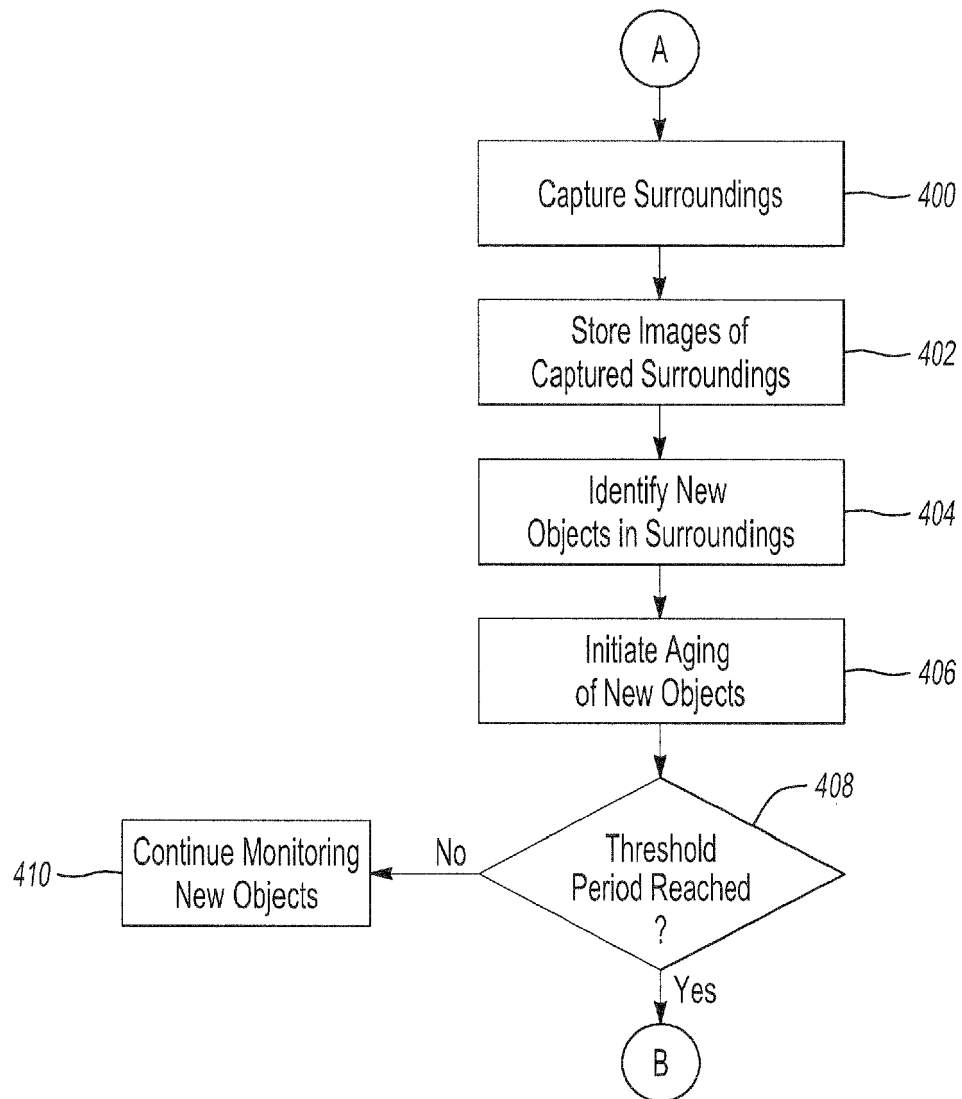 A
Capture Surroundings
400
Store Images of
Captured Surroundings
402
Identify New
Objects in Surroundings
404
Initiate Aging
of New Objects
406
408
Threshold
Period Reached
?
No
Continue Monitoring
New Objects
410
Yes
B